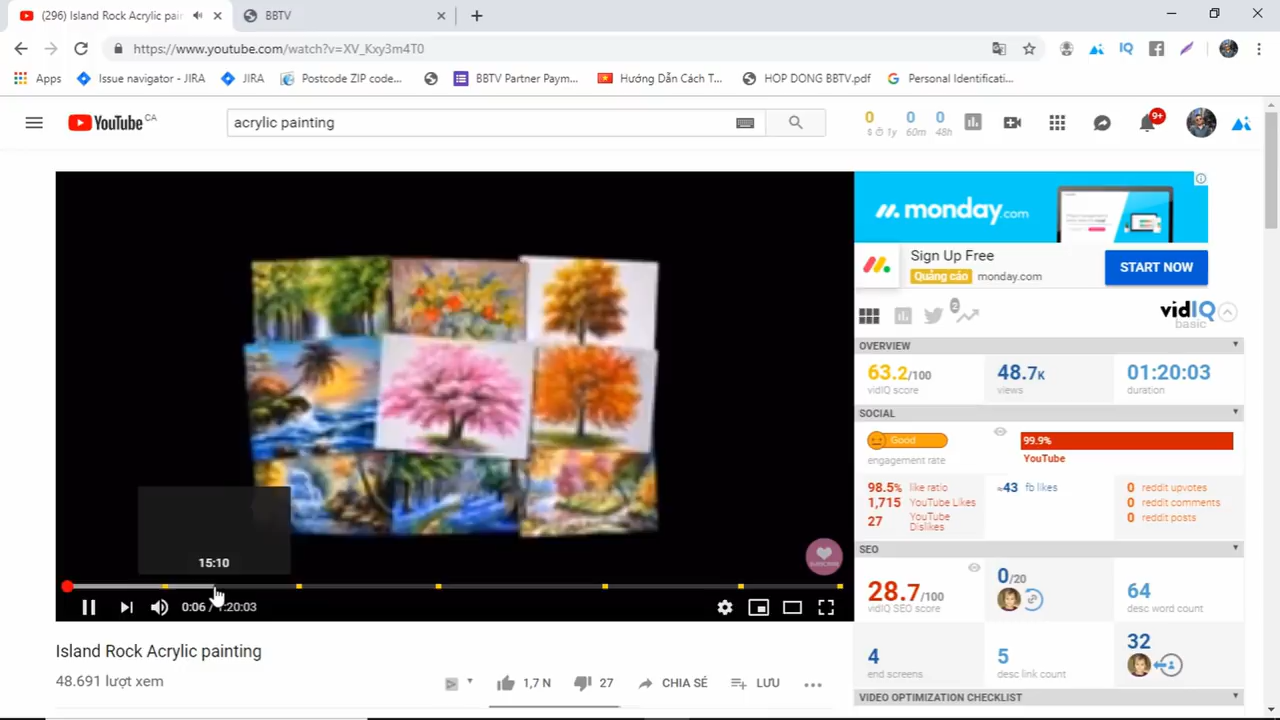 (296) Island Rock Acrylic pain
BBTV
https://www.youtube.com/watch?v=XV_Kxy3m4T0
Apps
Issue navigator - JIRA
JIRA
Postcode ZIP code...
BBTV Partner Paym...
Hướng Dẫn Cách T...
HOP DONG BBTV.pdf
Personal Identificati...
YouTube CA
acrylic painting
0 0 0
$ 1y 60m 48h
9+
monday.com
Sign Up Free
Quảng cáo monday.com
START NOW
2
vidIQ
basic
OVERVIEW
63.2/100 48.7K 01:20:03
vidIQ score views duration
SOCIAL
Good 99.9%
engagement rate YouTube
98.5% like ratio ~43 fb likes 0 reddit upvotes
1,715 YouTube Likes 0 reddit comments
27 YouTube Dislikes 0 reddit posts
SEO
28.7/100 0/20 64
vidIQ SEO score desc word count
4 5 32
end screens desc link count
VIDEO OPTIMIZATION CHECKLIST
SUBSCRIBE
15:10
0:06 / 1:20:03
Island Rock Acrylic painting
48.691 lượt xem
1,7 N 27 CHIA SẺ LƯU